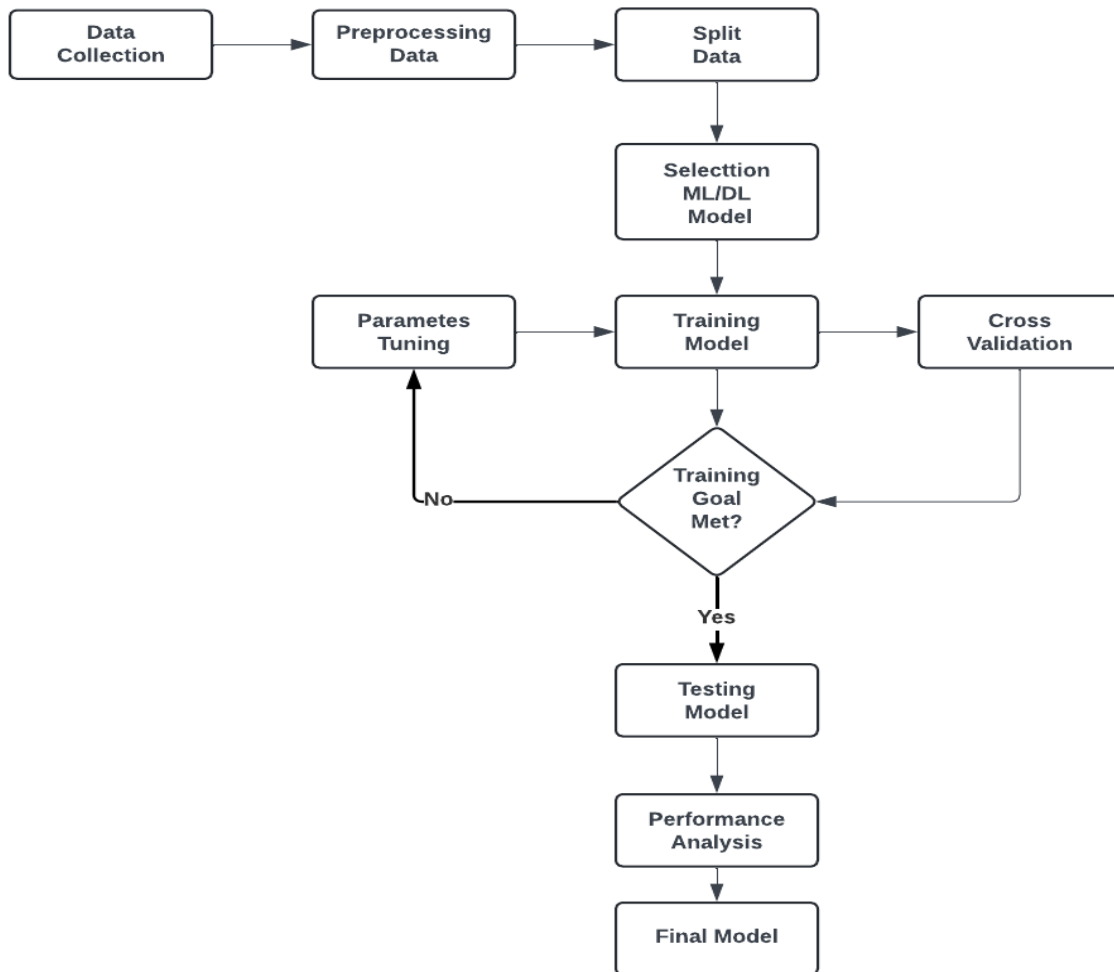 Data
Collection
Preprocessing
Data
Split
Data
Selecttion
ML/DL
Model
Parametes
Tuning
Training
Model
Cross
Validation
Training
Goal
Met?
No
Yes
Testing
Model
Performance
Analysis
Final Model